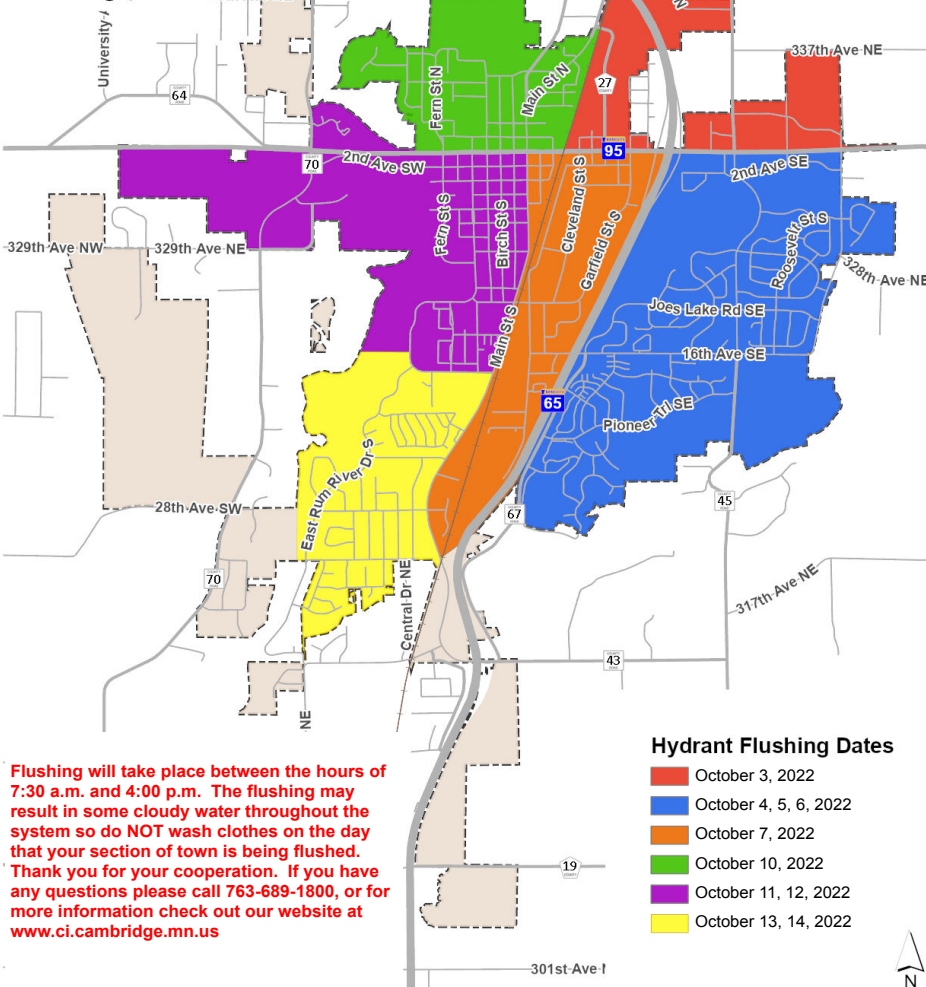 University A
N
337th Ave NE
COUNTY
64
ROAD
Fern St N
Main St N
27
COUNTY
95
COUNTY
70
ROAD
2nd Ave SW
2nd Ave SE
Cleveland St S
Fern St S
Birch St S
Garfield St S
Roosevelt St S
329th Ave NW
329th Ave NE
328th Ave NE
Joes Lake Rd SE
Main St S
16th Ave SE
65
Pioneer Trl SE
East Rum River Dr S
28th Ave SW
67
45
70
Central Dr NE
317th Ave NE
43
NE
Hydrant Flushing Dates
October 3, 2022
October 4, 5, 6, 2022
October 7, 2022
October 10, 2022
October 11, 12, 2022
October 13, 14, 2022
Flushing will take place between the hours of
7:30 a.m. and 4:00 p.m. The flushing may
result in some cloudy water throughout the
system so do NOT wash clothes on the day
that your section of town is being flushed.
Thank you for your cooperation. If you have
any questions please call 763-689-1800, or for
more information check out our website at
www.ci.cambridge.mn.us
19
COUNTY
301st Ave
N